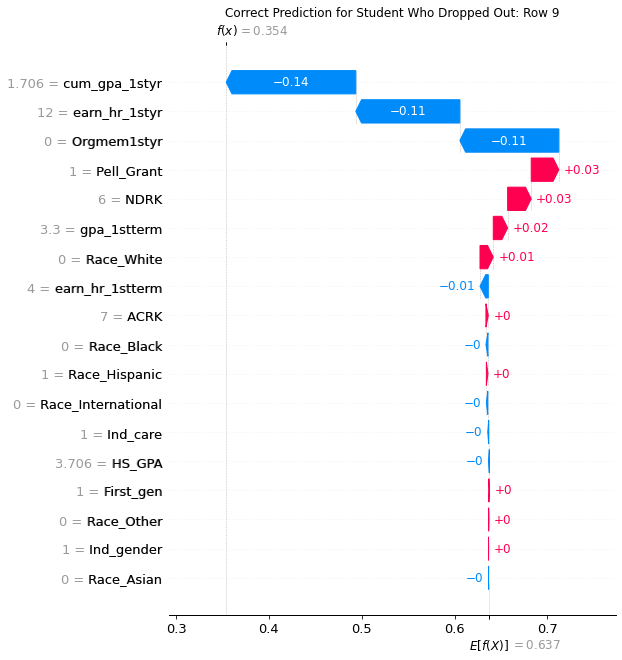 Correct Prediction for Student Who Dropped Out: Row 9
f(x) = 0.354
1.706 = cum_gpa_1styr −0.14
12 = earn_hr_1styr −0.11
0 = Orgmem1styr −0.11
1 = Pell_Grant +0.03
6 = NDRK +0.03
3.3 = gpa_1stterm +0.02
0 = Race_White +0.01
4 = earn_hr_1stterm −0.01
7 = ACRK +0
0 = Race_Black −0
1 = Race_Hispanic +0
0 = Race_International −0
1 = Ind_care −0
3.706 = HS_GPA −0
1 = First_gen +0
0 = Race_Other +0
1 = Ind_gender +0
0 = Race_Asian −0
0.3 0.4 0.5 0.6 0.7
E[f(X)] = 0.637